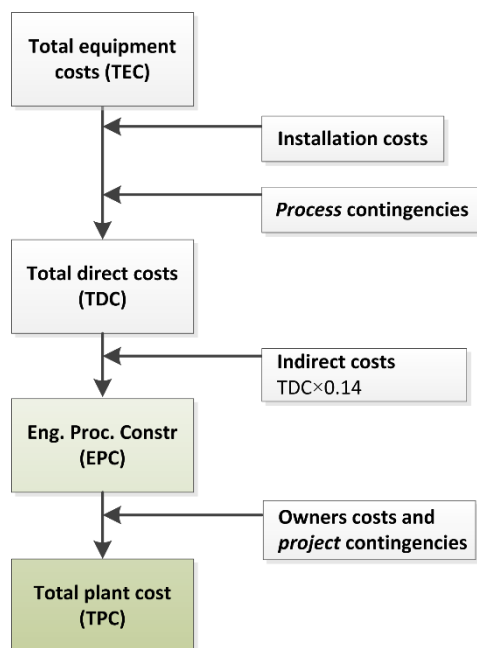 Total equipment
costs (TEC)
Installation costs
Process contingencies
Total direct costs
(TDC)
Indirect costs
TDC×0.14
Eng. Proc. Constr
(EPC)
Owners costs and
project contingencies
Total plant cost
(TPC)